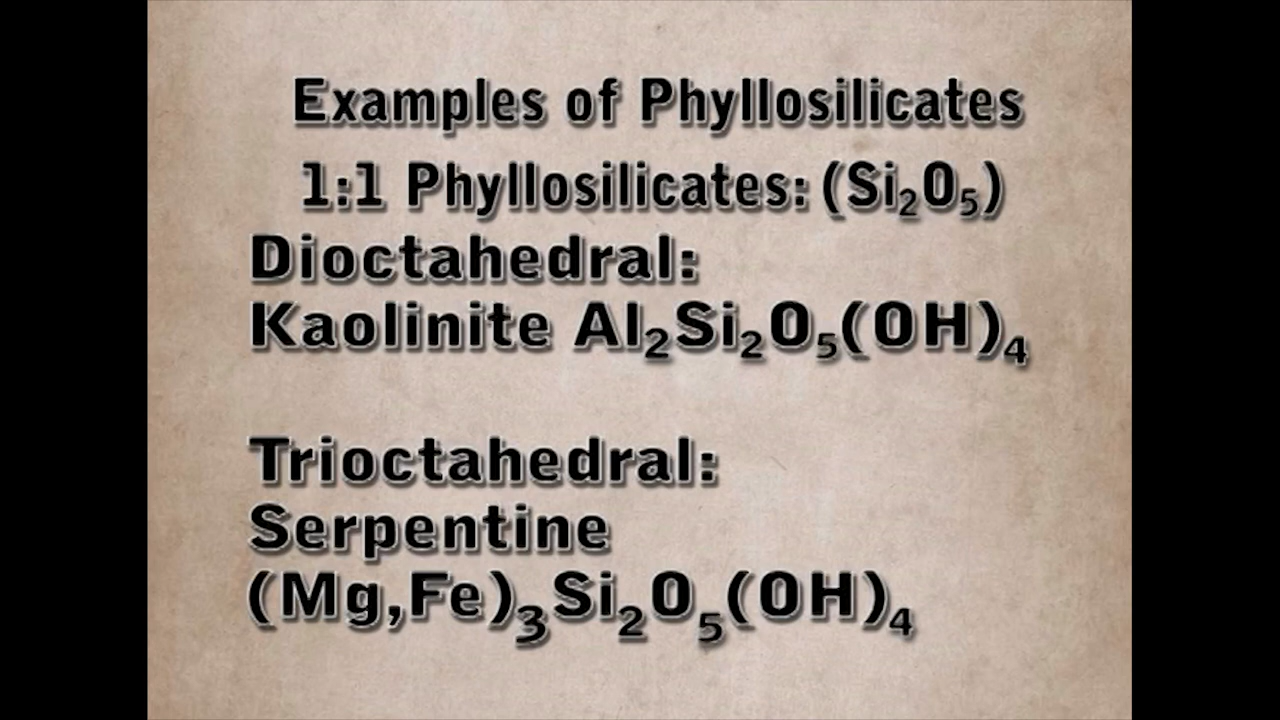 Examples of Phyllosilicates
1:1 Phyllosilicates: (Si₂O₅)
Dioctahedral:
Kaolinite Al₂Si₂O₅(OH)₄
Trioctahedral:
Serpentine
(Mg,Fe)₃Si₂O₅(OH)₄